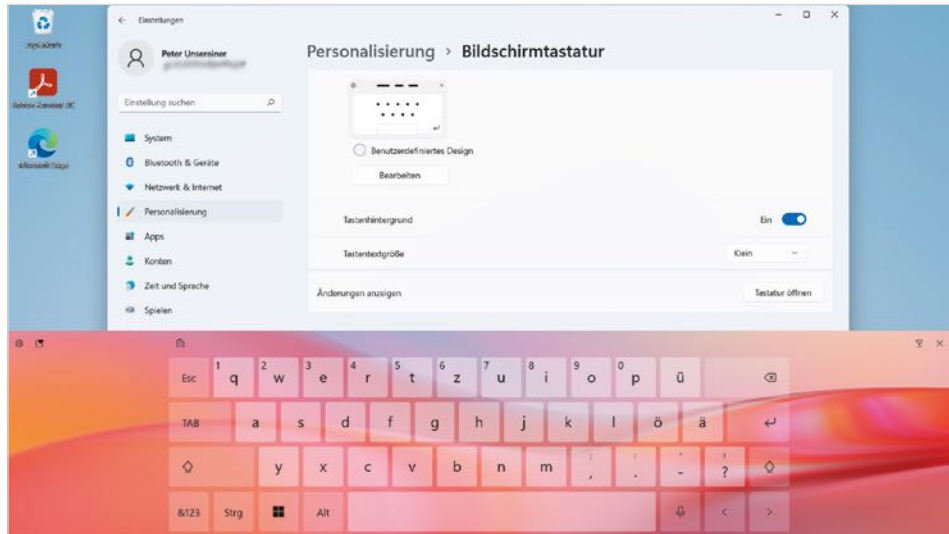 Einstellungen
Peter Unsereiner
Personalisierung > Bildschirmtastatur
Einstellung suchen
System
Bluetooth & Geräte
Netzwerk & Internet
Personalisierung
Apps
Konten
Zeit und Sprache
Spielen
Benutzerdefiniertes Design
Bearbeiten
Tastenhintergrund Ein
Tastentextgröße Klein
Änderungen anzeigen Tastatur öffnen
Microsoft Edge
Esc 1 q 2 w 3 e 4 r 5 t 6 z 7 u 8 i 9 o 0 p ü
TAB a s d f g h j k l ö ä
y x c v b n m ; , : . - ! ?
&123 Strg Alt < >